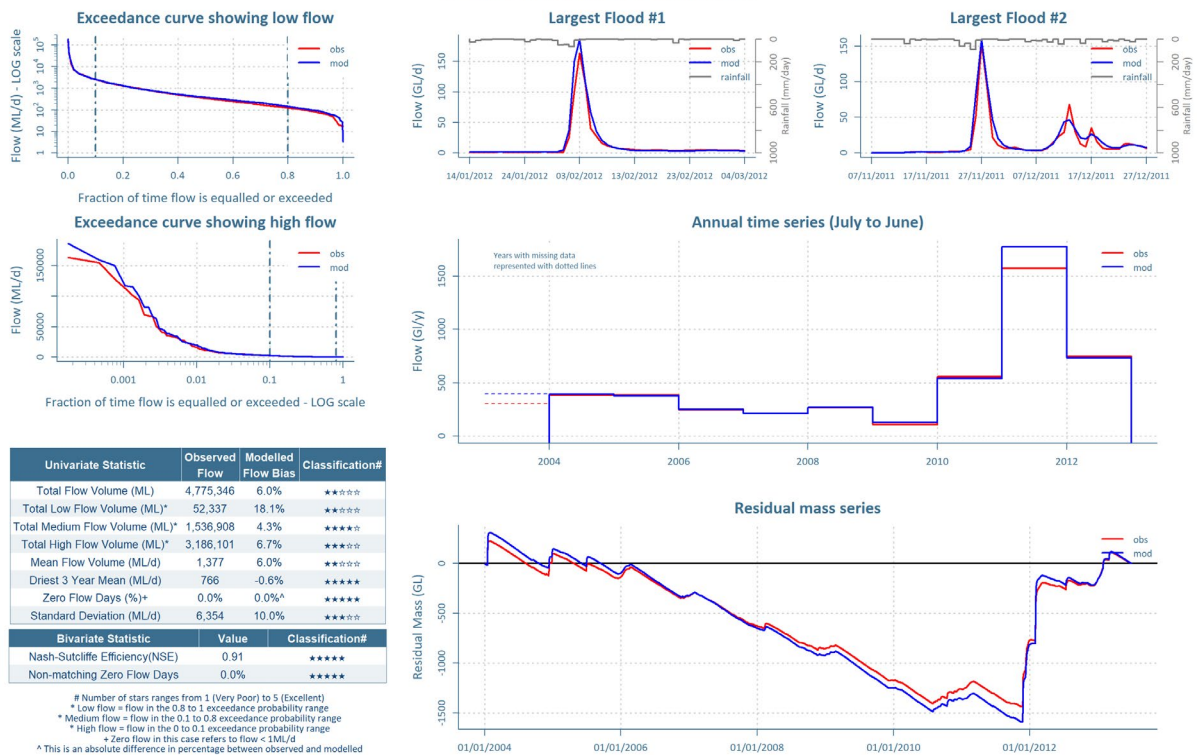 Exceedance curve showing low flow
obs
mod
Flow (ML/d) - LOG scale
10⁵
10⁴
10³
10²
10
1
0.0 0.2 0.4 0.6 0.8 1.0
Fraction of time flow is equalled or exceeded
Largest Flood #1
obs
mod
rainfall
Flow (GL/d)
150
100
50
0
0
200
600
1000
Rainfall (mm/day)
14/01/2012 24/01/2012 03/02/2012 13/02/2012 23/02/2012 04/03/2012
Largest Flood #2
obs
mod
rainfall
Flow (GL/d)
150
100
50
0
0
200
600
1000
Rainfall (mm/day)
07/11/2011 17/11/2011 27/11/2011 07/12/2011 17/12/2011 27/12/2011
Exceedance curve showing high flow
obs
mod
Flow (ML/d)
150000
50000
0
0.001 0.01 0.1 1
Fraction of time flow is equalled or exceeded - LOG scale
Annual time series (July to June)
Years with missing data
represented with dotted lines
obs
mod
Flow (Gl/y)
1500
1000
500
0
2004 2006 2008 2010 2012
Univariate Statistic Observed Flow Modelled Flow Bias Classification#
Total Flow Volume (ML) 4,775,346 6.0% ★★☆☆☆
Total Low Flow Volume (ML)* 52,337 18.1% ★★☆☆☆
Total Medium Flow Volume (ML)* 1,536,908 4.3% ★★★★☆
Total High Flow Volume (ML)* 3,186,101 6.7% ★★★☆☆
Mean Flow Volume (ML/d) 1,377 6.0% ★★☆☆☆
Driest 3 Year Mean (ML/d) 766 -0.6% ★★★★★
Zero Flow Days (%)+ 0.0% 0.0%^ ★★★★★
Standard Deviation (ML/d) 6,354 10.0% ★★★★☆
Bivariate Statistic Value Classification#
Nash-Sutcliffe Efficiency(NSE) 0.91 ★★★★★
Non-matching Zero Flow Days 0.0% ★★★★★
# Number of stars ranges from 1 (Very Poor) to 5 (Excellent)
* Low flow = flow in the 0.8 to 1 exceedance probability range
* Medium flow = flow in the 0.1 to 0.8 exceedance probability range
* High flow = flow in the 0 to 0.1 exceedance probability range
+ Zero flow in this case refers to flow < 1ML/d
^ This is an absolute difference in percentage between observed and modelled
Residual mass series
obs
mod
Residual Mass (GL)
0
-500
-1000
-1500
01/01/2004 01/01/2006 01/01/2008 01/01/2010 01/01/2012